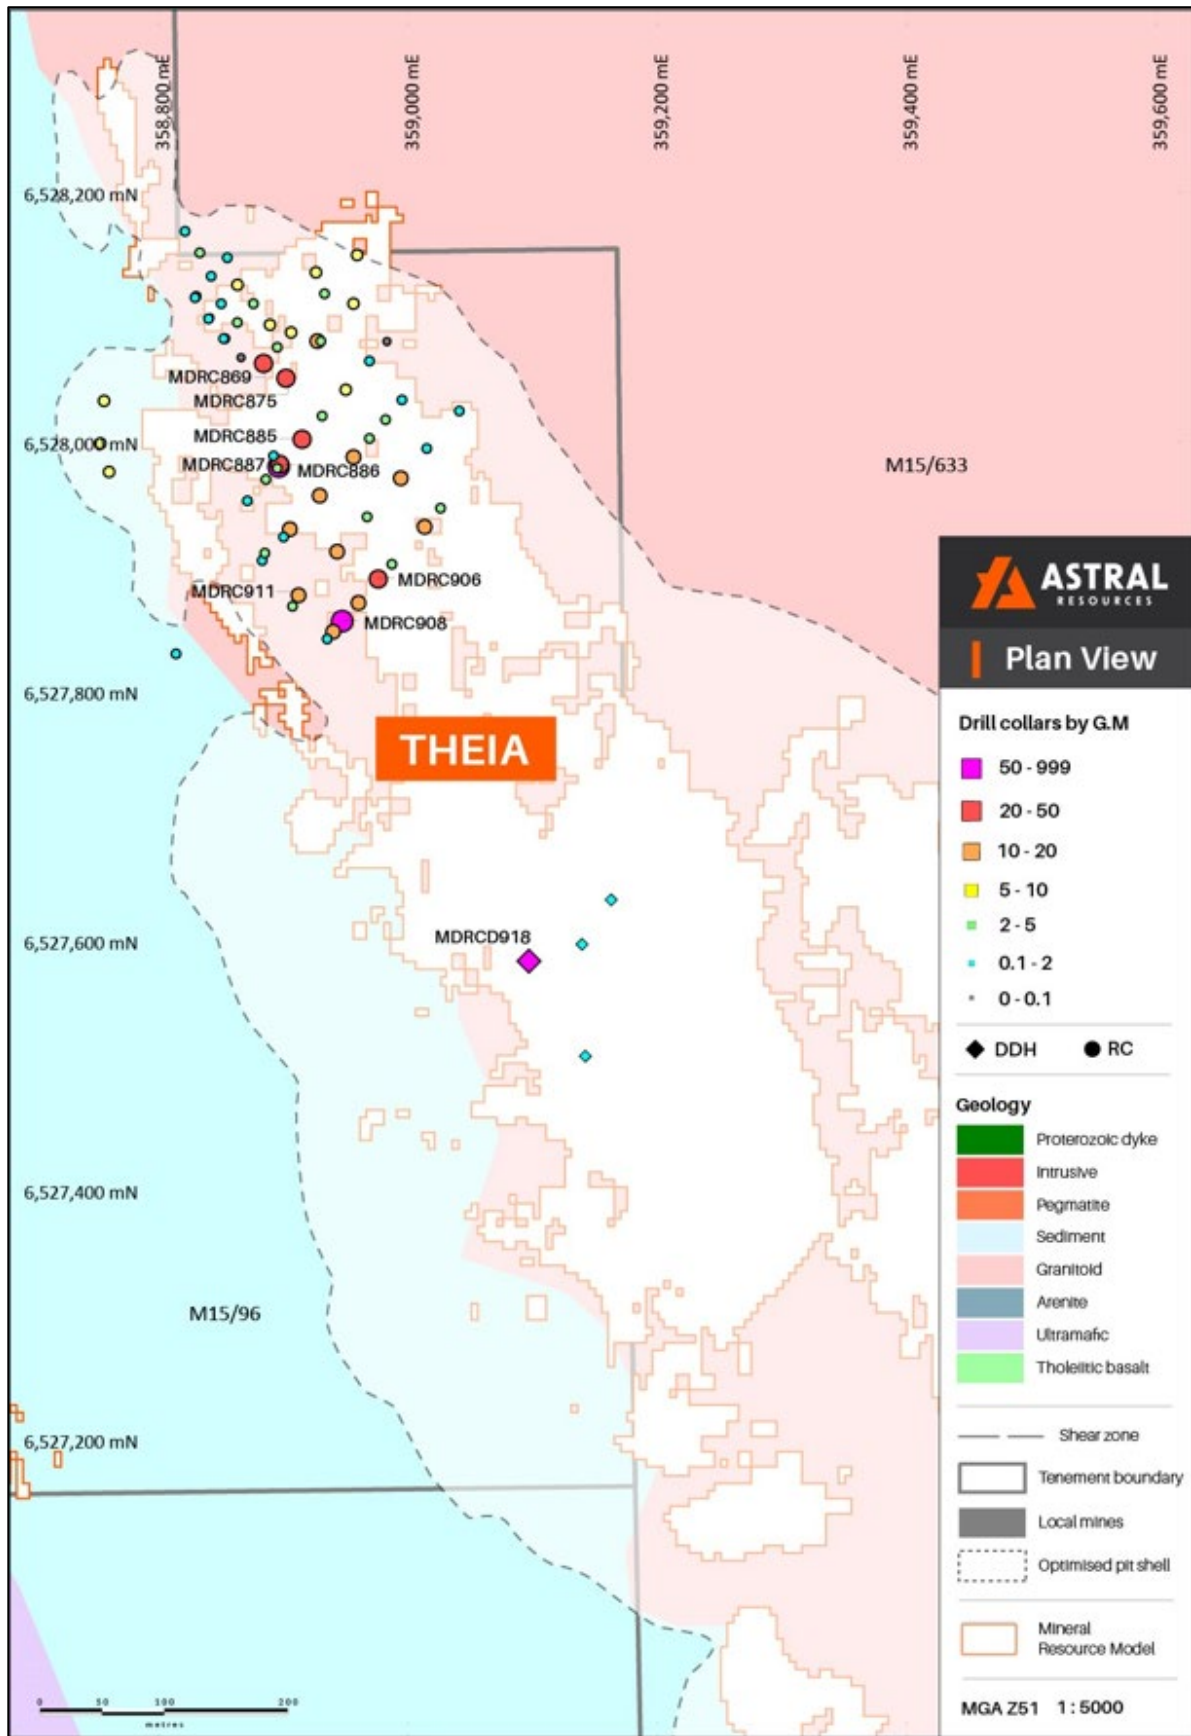 358,800 mE
359,000 mE
359,200 mE
359,400 mE
359,600 mE
6,528,200 mN
MDRC869
MDRC875
MDRC885
6,528,000 mN
MDRC887
MDRC886
M15/633
MDRC906
MDRC911
MDRC908
6,527,800 mN
THEIA
MDRCD918
6,527,600 mN
6,527,400 mN
M15/96
6,527,200 mN
0 50 100 200
metres
ASTRAL
RESOURCES
Plan View
Drill collars by G.M
50 - 999
20 - 50
10 - 20
5 - 10
2 - 5
0.1 - 2
0 - 0.1
DDH RC
Geology
Proterozoic dyke
Intrusive
Pegmatite
Sediment
Granitoid
Arenite
Ultramafic
Tholeiitic basalt
Shear zone
Tenement boundary
Local mines
Optimised pit shell
Mineral
Resource Model
MGA Z51 1 : 5000